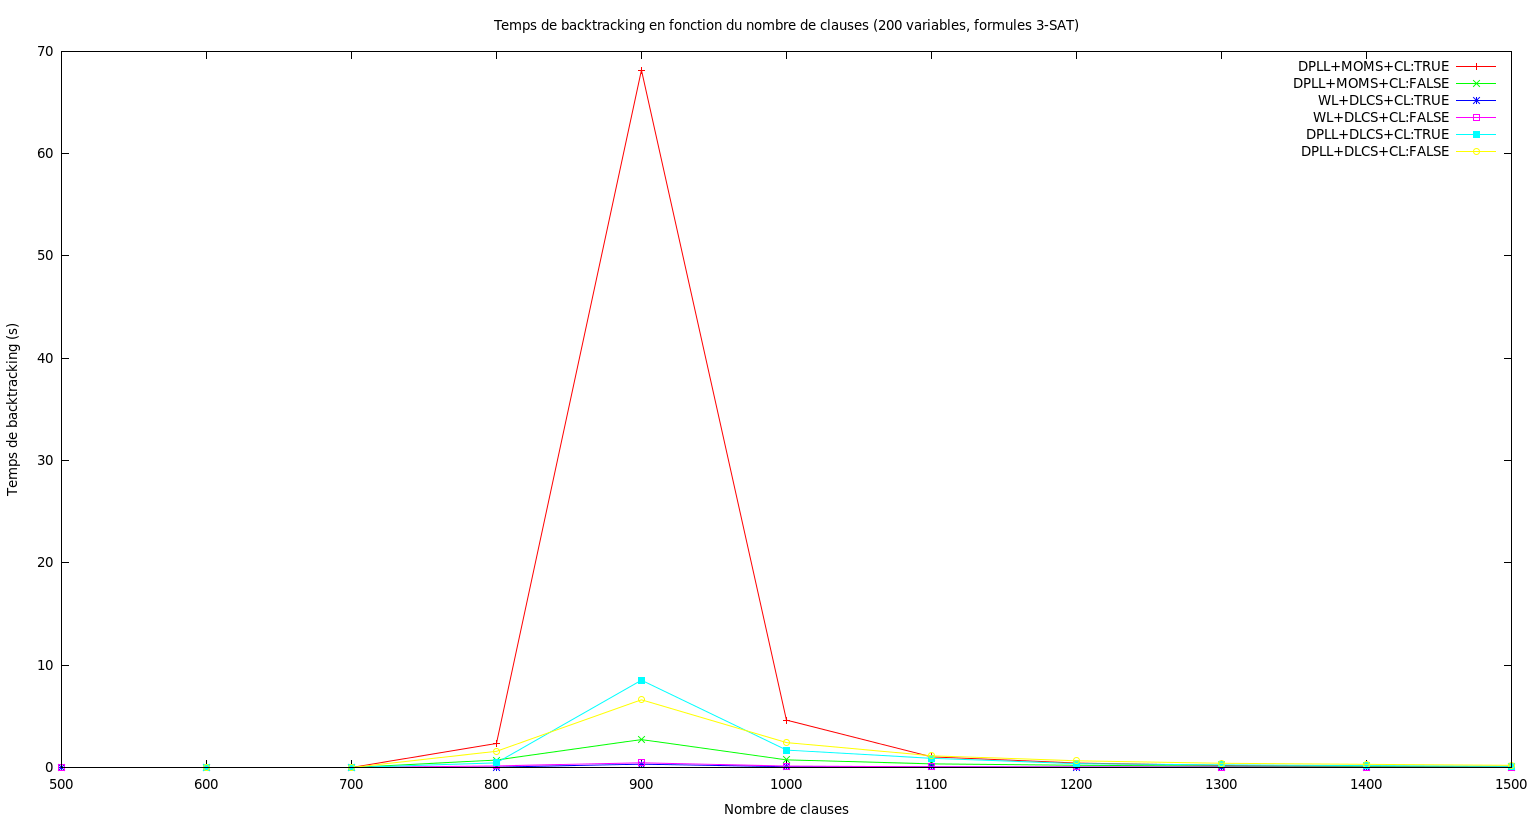 Temps de backtracking en fonction du nombre de clauses (200 variables, formules 3-SAT)
70
60
50
40
30
20
10
0
Temps de backtracking (s)
DPLL+MOMS+CL:TRUE
DPLL+MOMS+CL:FALSE
WL+DLCS+CL:TRUE
WL+DLCS+CL:FALSE
DPLL+DLCS+CL:TRUE
DPLL+DLCS+CL:FALSE
500 600 700 800 900 1000 1100 1200 1300 1400 1500
Nombre de clauses